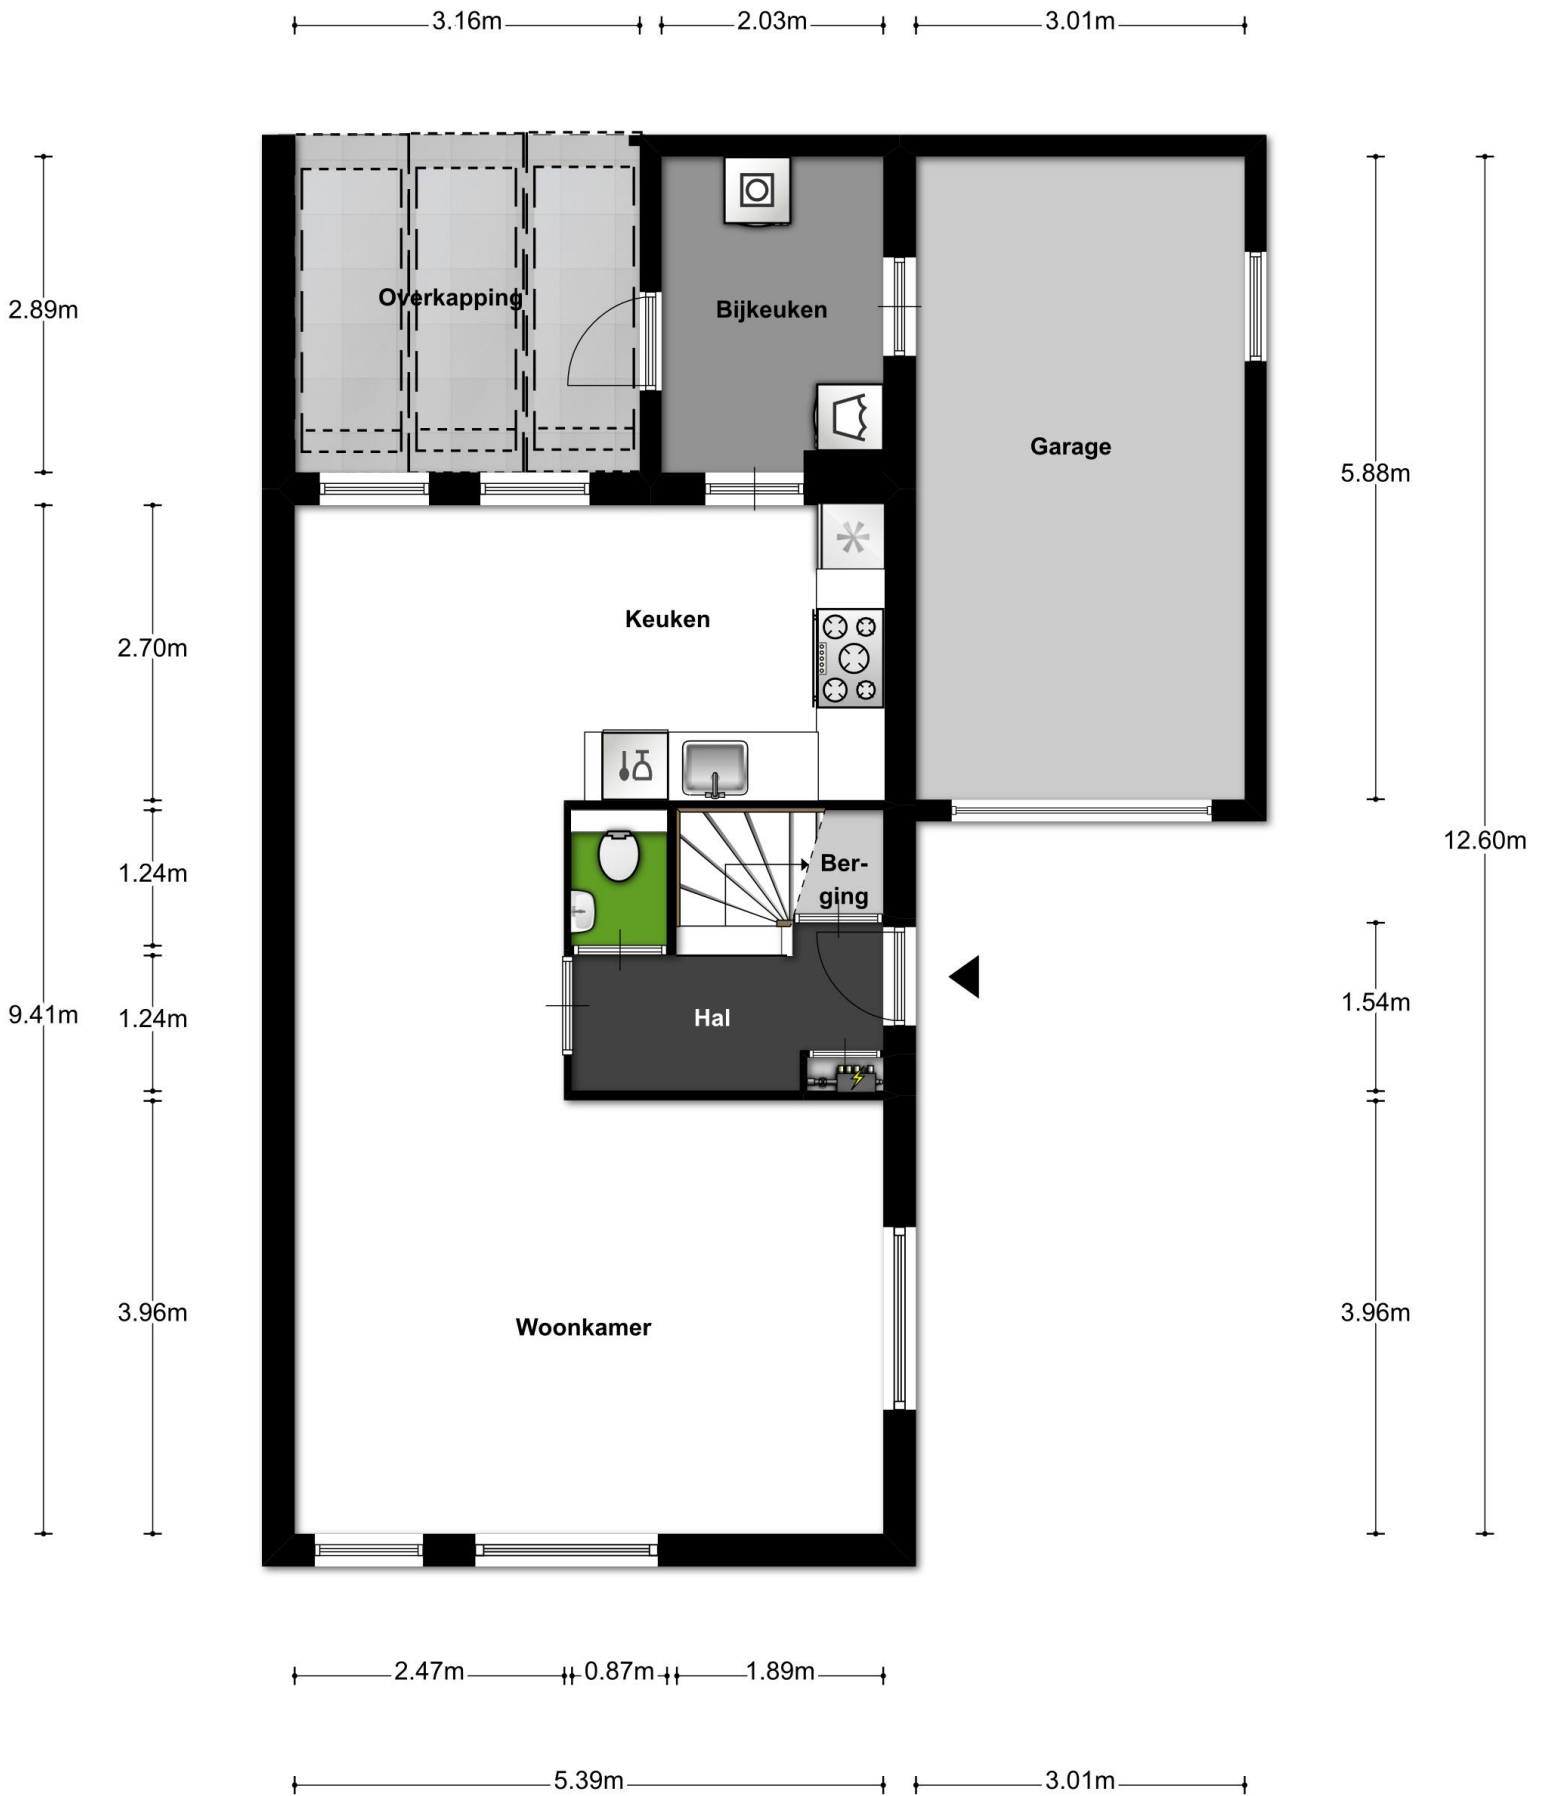 3.16m
2.03m
3.01m
Overkapping
Bijkeuken
2.89m
Garage
5.88m
Keuken
2.70m
12.60m
1.24m
Ber-
ging
1.54m
9.41m
1.24m
Hal
3.96m
3.96m
Woonkamer
2.47m
0.87m
1.89m
5.39m
3.01m